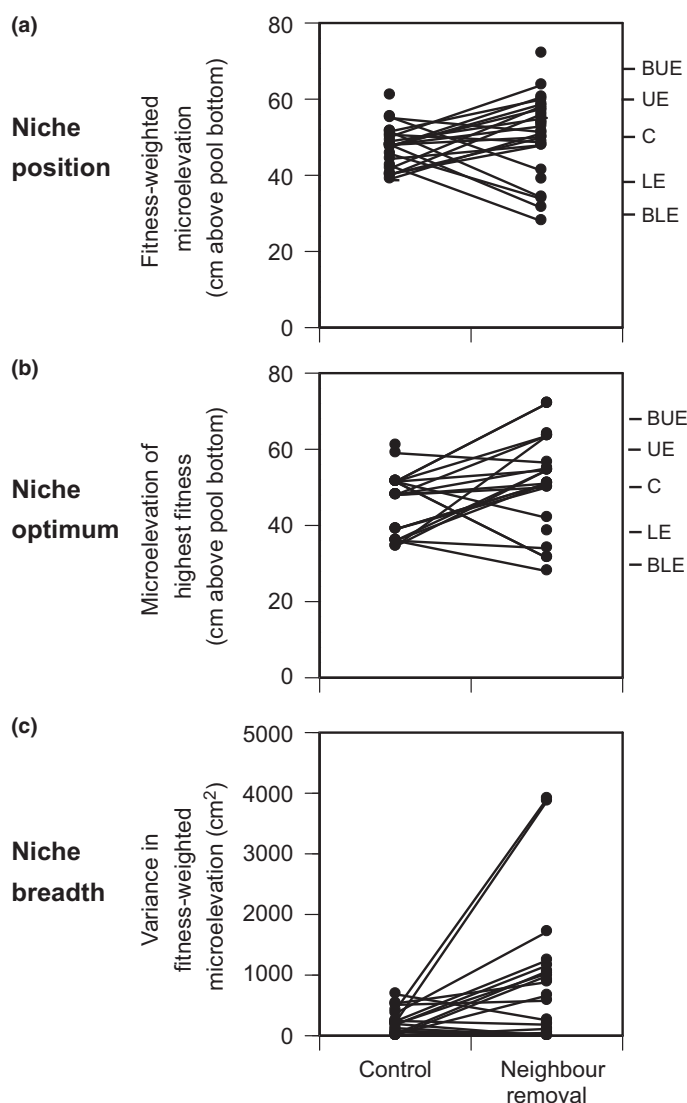 (a)
Niche
position
Fitness-weighted
microelevation
(cm above pool bottom)
80
60
40
20
0
BUE
UE
C
LE
BLE
(b)
Niche
optimum
Microelevation of
highest fitness
(cm above pool bottom)
80
60
40
20
0
BUE
UE
C
LE
BLE
(c)
Niche
breadth
Variance in
fitness-weighted
microelevation (cm²)
5000
4000
3000
2000
1000
0
Control
Neighbour
removal